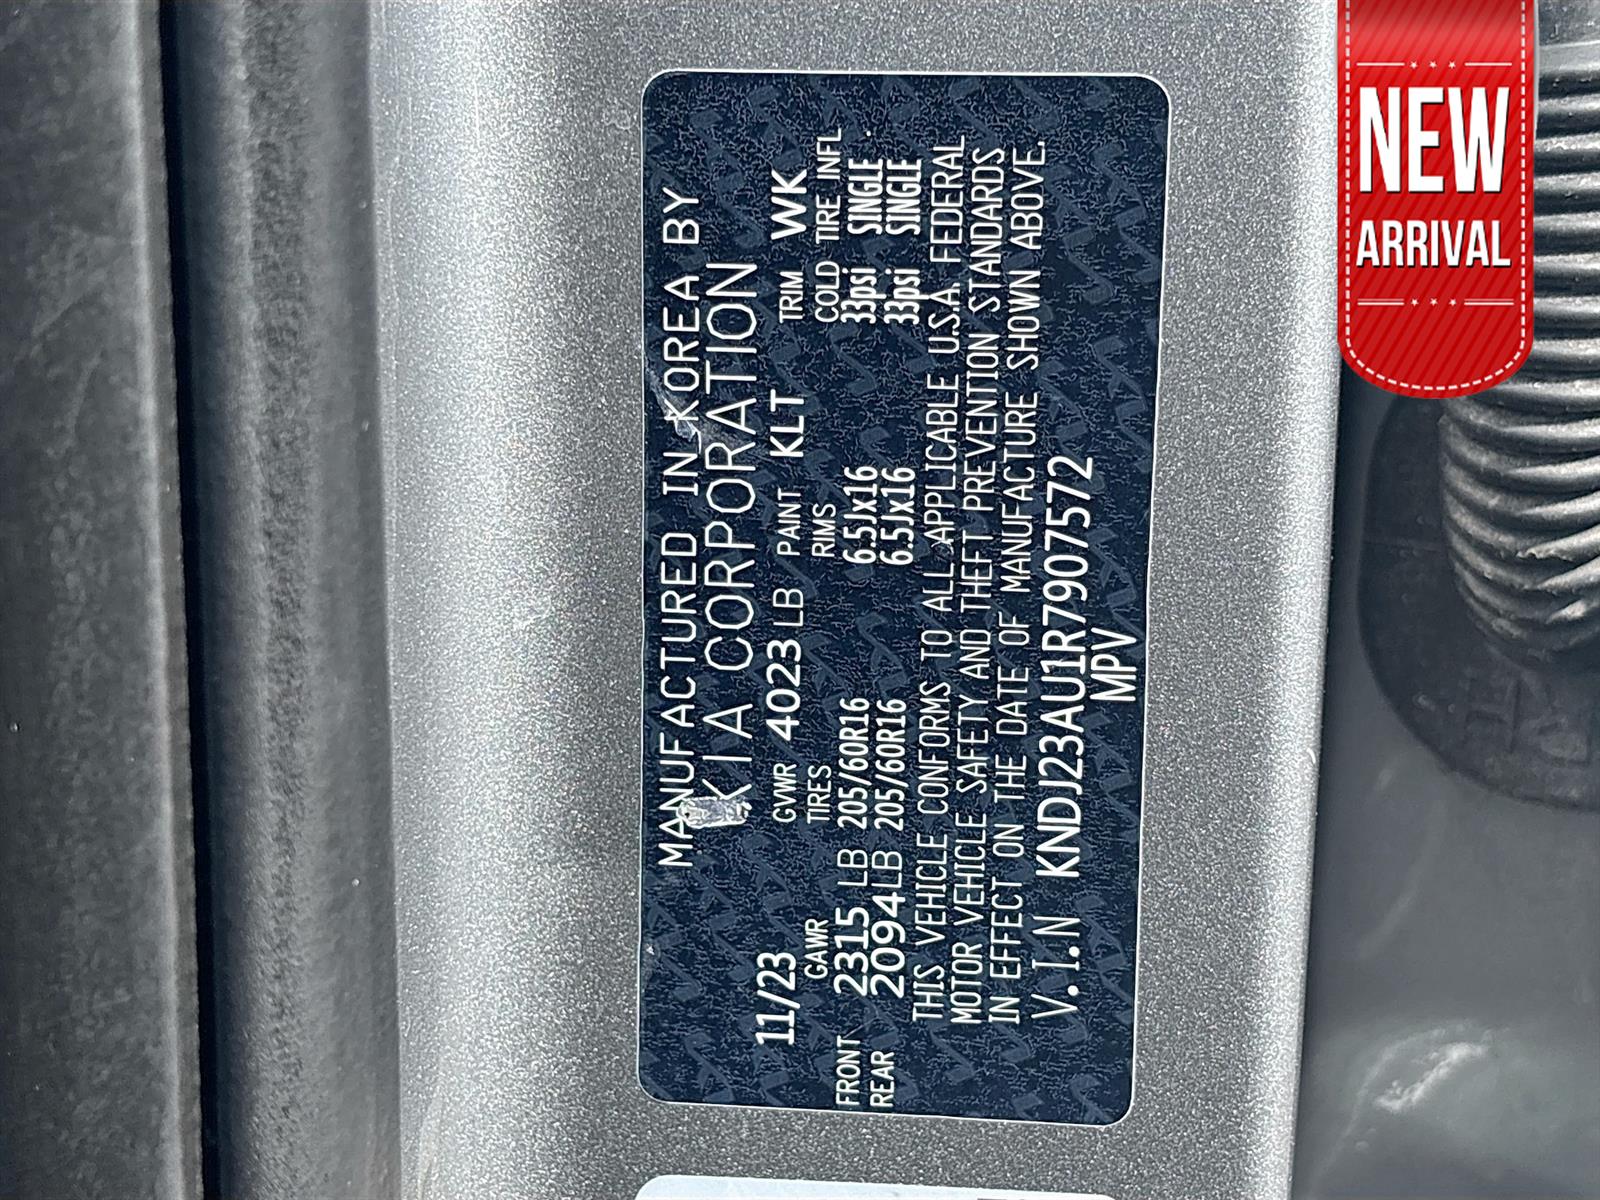 MANUFACTURED IN KOREA BY
KIA CORPORATION
11/23 GVWR 4023 LB PAINT KLT TRIM WK
GAWR TIRES RIMS COLD TIRE INFL.
FRONT 2315 LB 205/60R16 6.5Jx16 33psi SINGLE
REAR 2094 LB 205/60R16 6.5Jx16 33psi SINGLE
THIS VEHICLE CONFORMS TO ALL APPLICABLE U.S.A. FEDERAL
MOTOR VEHICLE SAFETY AND THEFT PREVENTION STANDARDS
IN EFFECT ON THE DATE OF MANUFACTURE SHOWN ABOVE.
V.I.N KNDJ23AU1R7907572
MPV
NEW
ARRIVAL